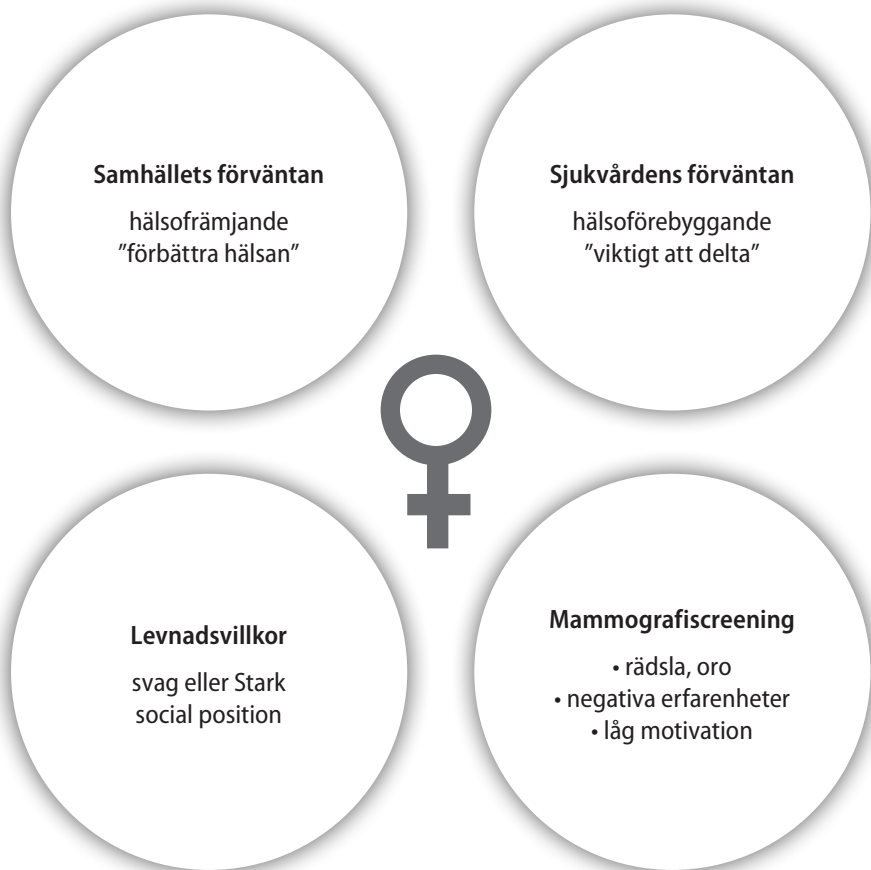 Samhällets förväntan
hälsofrämjande
”förbättra hälsan”
Sjukvårdens förväntan
hälsoförebyggande
”viktigt att delta”
Levnadsvillkor
svag eller Stark
social position
Mammografiscreening
• rädsla, oro
• negativa erfarenheter
• låg motivation